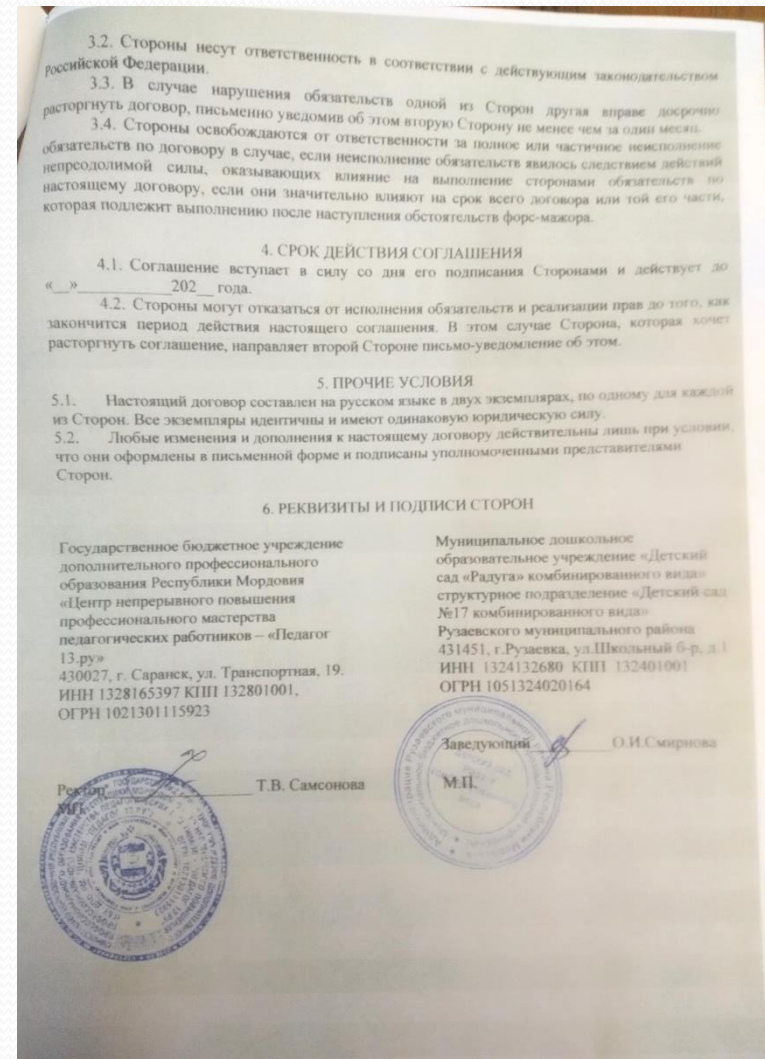 3.2. Стороны несут ответственность в соответствии с действующим законодательством
Российской Федерации.
3.3. В случае нарушения обязательств одной из Сторон другая вправе досрочно
расторгнуть договор, письменно уведомив об этом вторую Сторону не менее чем за один месяц.
3.4. Стороны освобождаются от ответственности за полное или частичное неисполнение
обязательств по договору в случае, если неисполнение обязательств явилось следствием действий
непреодолимой силы, оказывающих влияние на выполнение сторонами обязательств по
настоящему договору, если они значительно влияют на срок всего договора или той его части,
которая подлежит выполнению после наступления обстоятельств форс-мажора.
4. СРОК ДЕЙСТВИЯ СОГЛАШЕНИЯ
4.1. Соглашение вступает в силу со дня его подписания Сторонами и действует до
«__»_____________202__ года.
4.2. Стороны могут отказаться от исполнения обязательств и реализации прав до того, как
закончится период действия настоящего соглашения. В этом случае Сторона, которая хочет
расторгнуть соглашение, направляет второй Стороне письмо-уведомление об этом.
5. ПРОЧИЕ УСЛОВИЯ
5.1. Настоящий договор составлен на русском языке в двух экземплярах, по одному для каждой
из Сторон. Все экземпляры идентичны и имеют одинаковую юридическую силу.
5.2. Любые изменения и дополнения к настоящему договору действительны лишь при условии,
что они оформлены в письменной форме и подписаны уполномоченными представителями
Сторон.
6. РЕКВИЗИТЫ И ПОДПИСИ СТОРОН
Государственное бюджетное учреждение
дополнительного профессионального
образования Республики Мордовия
«Центр непрерывного повышения
профессионального мастерства
педагогических работников – «Педагог
13.ру»
430027, г. Саранск, ул. Транспортная, 19.
ИНН 1328165397 КПП 132801001,
ОГРН 1021301115923
Ректор ______________ Т.В. Самсонова
МП.
Муниципальное дошкольное
образовательное учреждение «Детский
сад «Радуга» комбинированного вида»
структурное подразделение «Детский сад
№17 комбинированного вида»
Рузаевского муниципального района
431451, г.Рузаевка, ул.Школьный б-р, д.1
ИНН 1324132680 КПП 132401001
ОГРН 1051324020164
Заведующий ____________О.И.Смирнова
М.П.